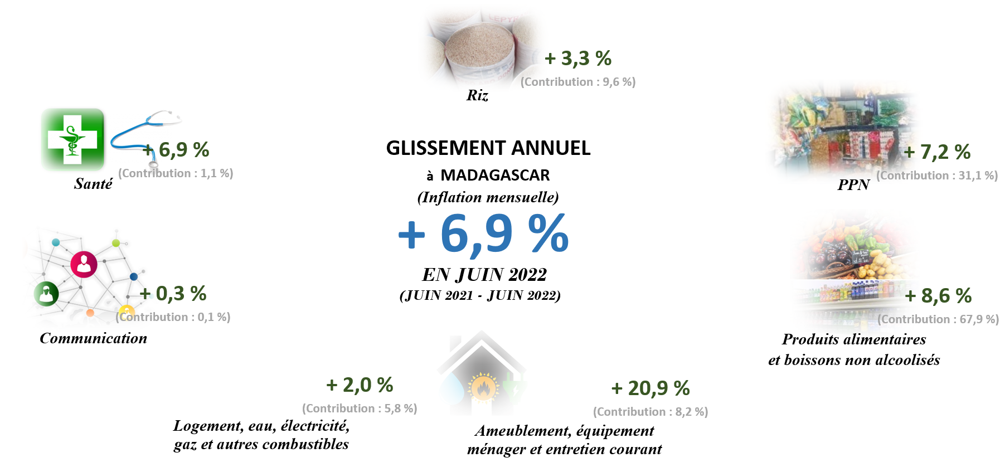 + 3,3 %
(Contribution : 9,6 %)
Riz
+ 6,9 %
(Contribution : 1,1 %)
Santé
GLISSEMENT ANNUEL
à MADAGASCAR
(Inflation mensuelle)
+ 6,9 %
EN JUIN 2022
(JUIN 2021 - JUIN 2022)
+ 7,2 %
(Contribution : 31,1 %)
PPN
+ 0,3 %
(Contribution : 0,1 %)
Communication
+ 8,6 %
(Contribution : 67,9 %)
Produits alimentaires
et boissons non alcoolisés
+ 2,0 %
(Contribution : 5,8 %)
Logement, eau, électricité,
gaz et autres combustibles
+ 20,9 %
(Contribution : 8,2 %)
Ameublement, équipement
ménager et entretien courant